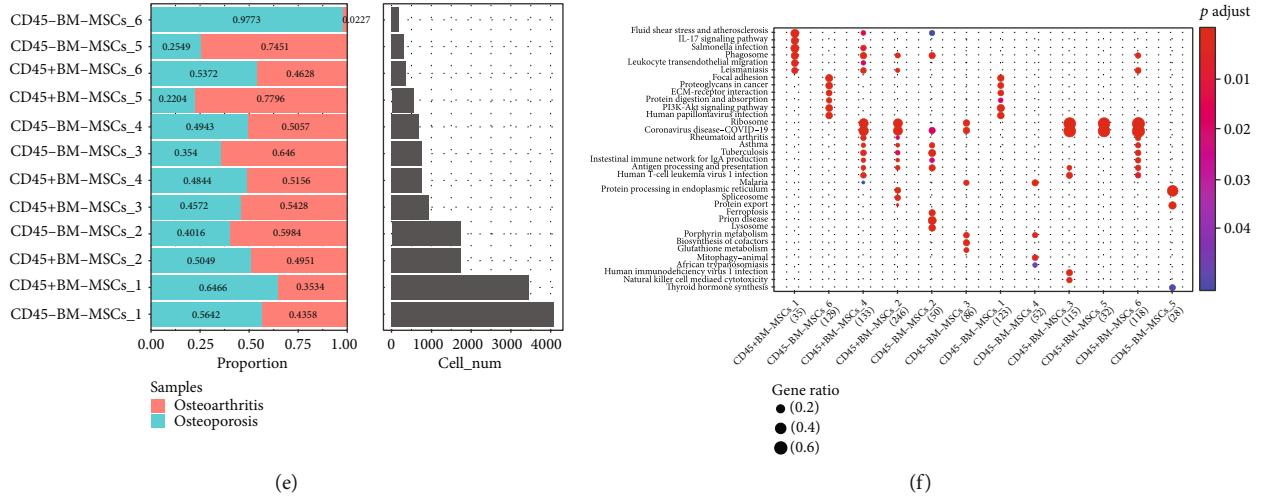 CD45−BM−MSCs_6 0.9773 0.0227
CD45−BM−MSCs_5 0.2549 0.7451
CD45+BM−MSCs_6 0.5372 0.4628
CD45+BM−MSCs_5 0.2204 0.7796
CD45−BM−MSCs_4 0.4943 0.5057
CD45−BM−MSCs_3 0.354 0.646
CD45+BM−MSCs_4 0.4844 0.5156
CD45+BM−MSCs_3 0.4572 0.5428
CD45−BM−MSCs_2 0.4016 0.5984
CD45+BM−MSCs_2 0.5049 0.4951
CD45+BM−MSCs_1 0.6466 0.3534
CD45−BM−MSCs_1 0.5642 0.4358
0.00 0.25 0.50 0.75 1.00
Proportion
0 1000 2000 3000 4000
Cell_num
Samples
Osteoarthritis
Osteoporosis
(e)
Fluid shear stress and atherosclerosis
IL-17 signaling pathway
Salmonella infection
Phagosome
Leukocyte transendothelial migration
Leismaniasis
Focal adhesion
Proteoglycans in cancer
ECM-receptor interaction
Protein digestion and absorption
PI3K-Akt signaling pathway
Human papillomavirus infection
Ribosome
Coronavirus disease−COVID−19
Rheumatoid arthritis
Asthma
Tuberculosis
Instestinal immune network for IgA production
Antigen processing and presentation
Human T-cell leukemia virus 1 infection
Malaria
Protein processing in endoplasmic reticulum
Spliceosome
Protein export
Ferroptosis
Prion disease
Lysosome
Porphyrin metabolism
Biosynthesis of cofactors
Glutathione metabolism
Mitophagy−animal
African trypanosomiasis
Human immunodeficiency virus 1 infection
Natural killer cell mediaed cytotoxicity
Thyroid hormone synthesis
CD45+BM−MSCs_1
(35)
CD45−BM−MSCs_6
(129)
CD45+BM−MSCs_4
(133)
CD45+BM−MSCs_2
(246)
CD45−BM−MSCs_2
(50)
CD45−BM−MSCs_3
(86)
CD45−BM−MSCs_1
(123)
CD45−BM−MSCs_4
(52)
CD45+BM−MSCs_3
(115)
CD45+BM−MSCs_5
(32)
CD45+BM−MSCs_6
(118)
CD45−BM−MSCs_5
(28)
p adjust
0.01
0.02
0.03
0.04
Gene ratio
(0.2)
(0.4)
(0.6)
(f)